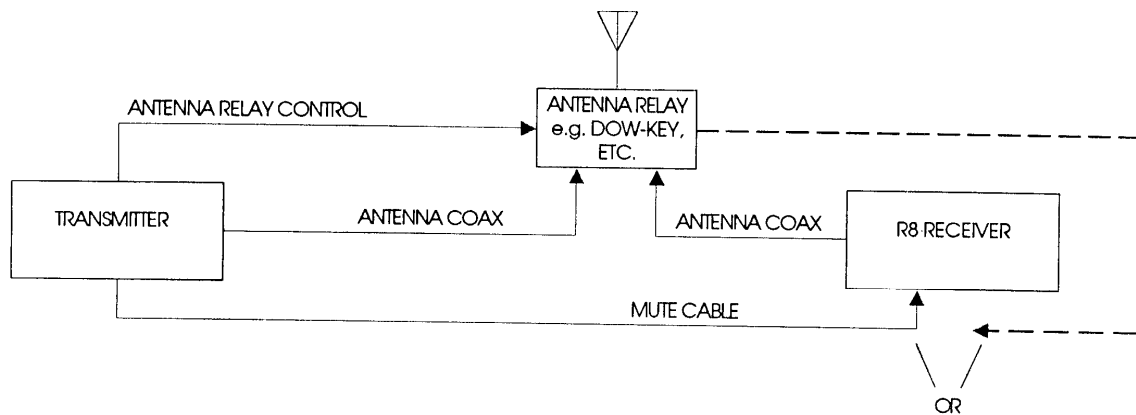 ANTENNA RELAY CONTROL
ANTENNA RELAY
e.g. DOW-KEY,
ETC.
TRANSMITTER
ANTENNA COAX
ANTENNA COAX
R8 RECEIVER
MUTE CABLE
OR